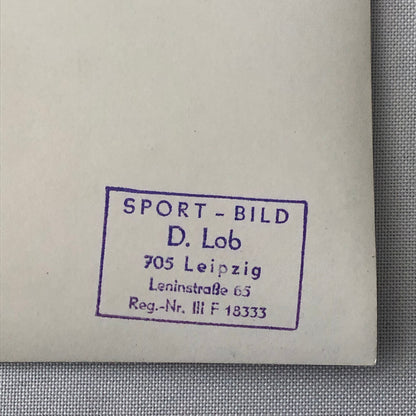 SPORT - BILD
D. Lob
705 Leipzig
Leninstraße 65
Reg.-Nr. III F 18333